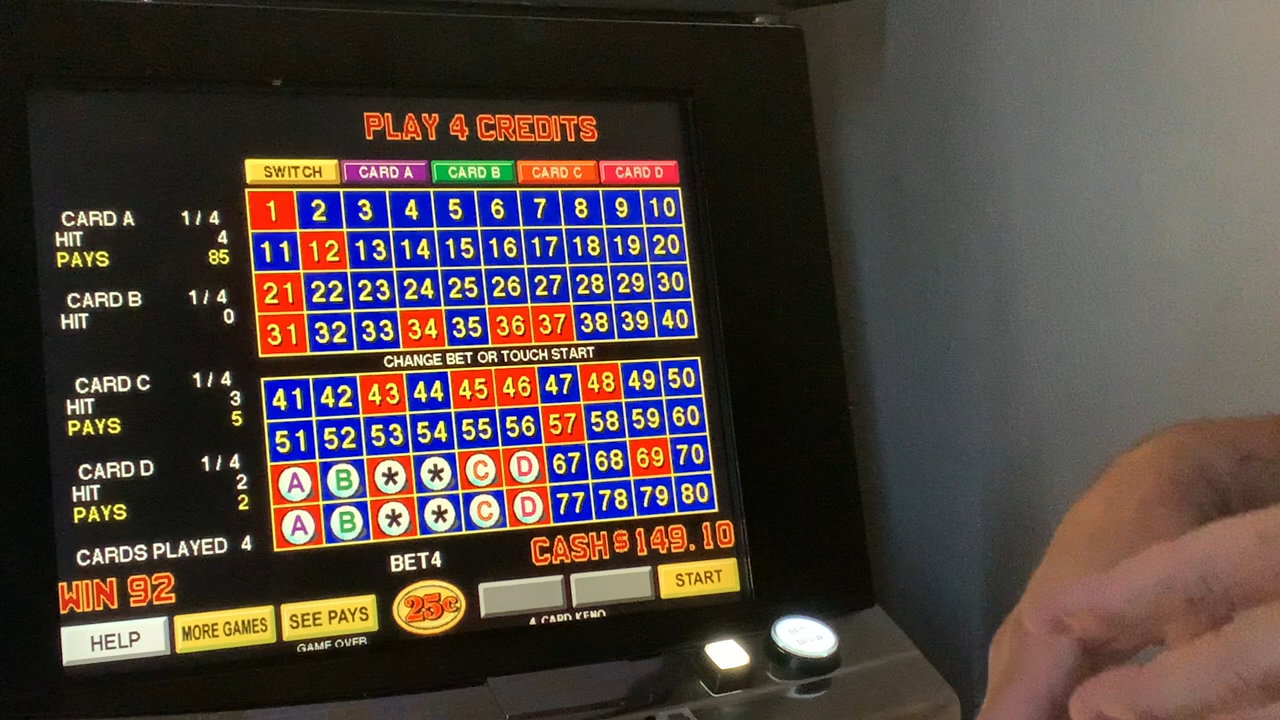 PLAY 4 CREDITS
SWITCH CARD A CARD B CARD C CARD D
CARD A 1/4
HIT 4
PAYS 85
CARD B 1/4
HIT 0
CARD C 1/4
HIT 3
PAYS 5
CARD D 1/4
HIT 2
PAYS 2
CARDS PLAYED 4
WIN 92
1 2 3 4 5 6 7 8 9 10
11 12 13 14 15 16 17 18 19 20
21 22 23 24 25 26 27 28 29 30
31 32 33 34 35 36 37 38 39 40
CHANGE BET OR TOUCH START
41 42 43 44 45 46 47 48 49 50
51 52 53 54 55 56 57 58 59 60
A B * * C D 67 68 69 70
A B * * C D 77 78 79 80
BET4
CASH $149.10
HELP MORE GAMES SEE PAYS 25¢ START
GAME OVER
4 CARD KENO